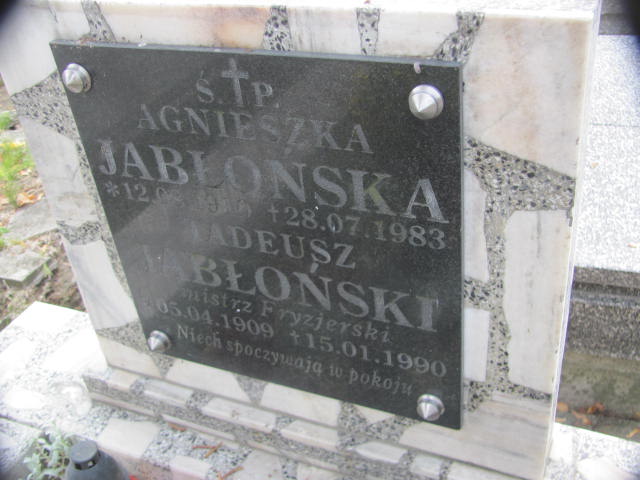 Ś.†P.
AGNIESZKA
JABŁOŃSKA
†28.07.1983
TADEUSZ
JABŁOŃSKI
mistrz Fryzjerski
*05.04.1909 †15.01.1990
Niech spoczywają w pokoju